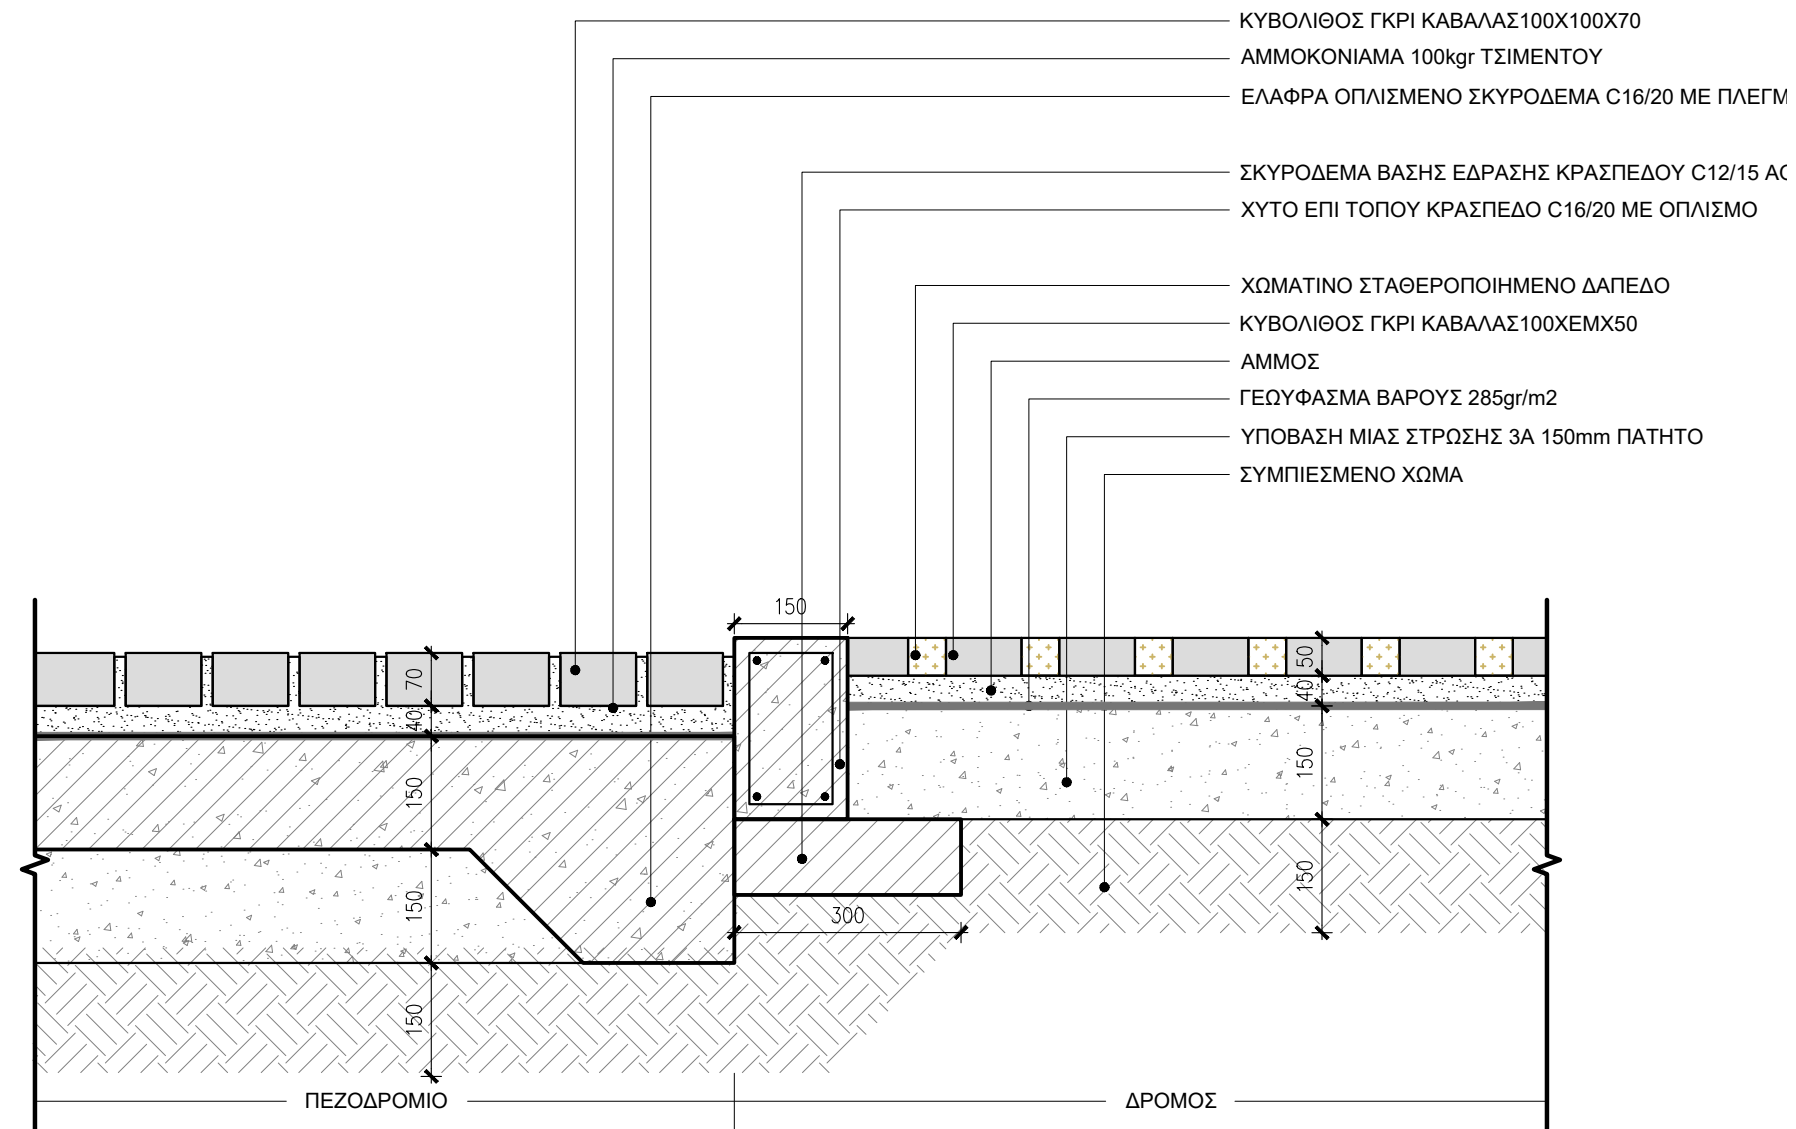 ΚΥΒΟΛΙΘΟΣ ΓΚΡΙ ΚΑΒΑΛΑΣ100Χ100Χ70
ΑΜΜΟΚΟΝΙΑΜΑ 100kgr ΤΣΙΜΕΝΤΟΥ
ΕΛΑΦΡΑ ΟΠΛΙΣΜΕΝΟ ΣΚΥΡΟΔΕΜΑ C16/20 ΜΕ
ΣΚΥΡΟΔΕΜΑ ΒΑΣΗΣ ΕΔΡΑΣΗΣ ΚΡΑΣΠΕΔΟΥ C12/15
ΧΥΤΟ ΕΠΙ ΤΟΠΟΥ ΚΡΑΣΠΕΔΟ C16/20 ΜΕ ΟΠΛΙΣΜΟ
ΧΩΜΑΤΙΝΟ ΣΤΑΘΕΡΟΠΟΙΗΜΕΝΟ ΔΑΠΕΔΟ
ΚΥΒΟΛΙΘΟΣ ΓΚΡΙ ΚΑΒΑΛΑΣ100ΧΕΜΧ50
ΑΜΜΟΣ
ΓΕΩΥΦΑΣΜΑ ΒΑΡΟΥΣ 285gr/m2
ΥΠΟΒΑΣΗ ΜΙΑΣ ΣΤΡΩΣΗΣ 3Α 150mm ΠΑΤΗΤΟ
ΣΥΜΠΙΕΣΜΕΝΟ ΧΩΜΑ
150
70
40
150
150
150
50
40
150
150
300
ΠΕΖΟΔΡΟΜΙΟ
ΔΡΟΜΟΣ